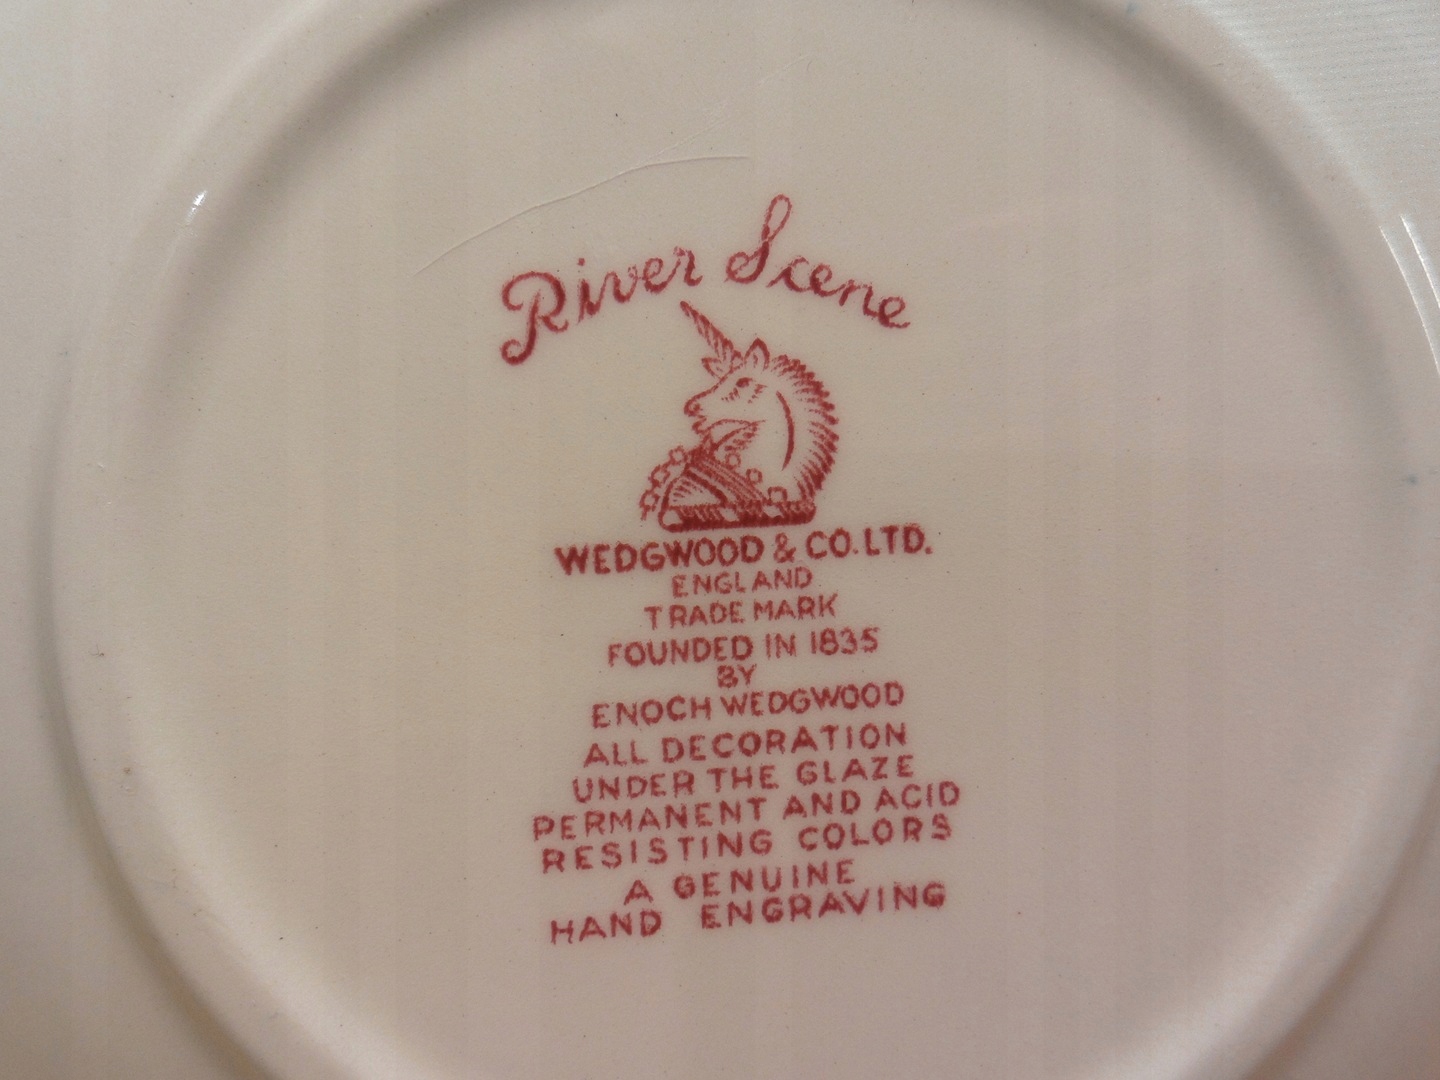 River Scene
WEDGWOOD & CO. LTD.
ENGLAND
TRADE MARK
FOUNDED IN 1835
BY
ENOCH WEDGWOOD
ALL DECORATION
UNDER THE GLAZE
PERMANENT AND ACID
RESISTING COLORS
A GENUINE
HAND ENGRAVING